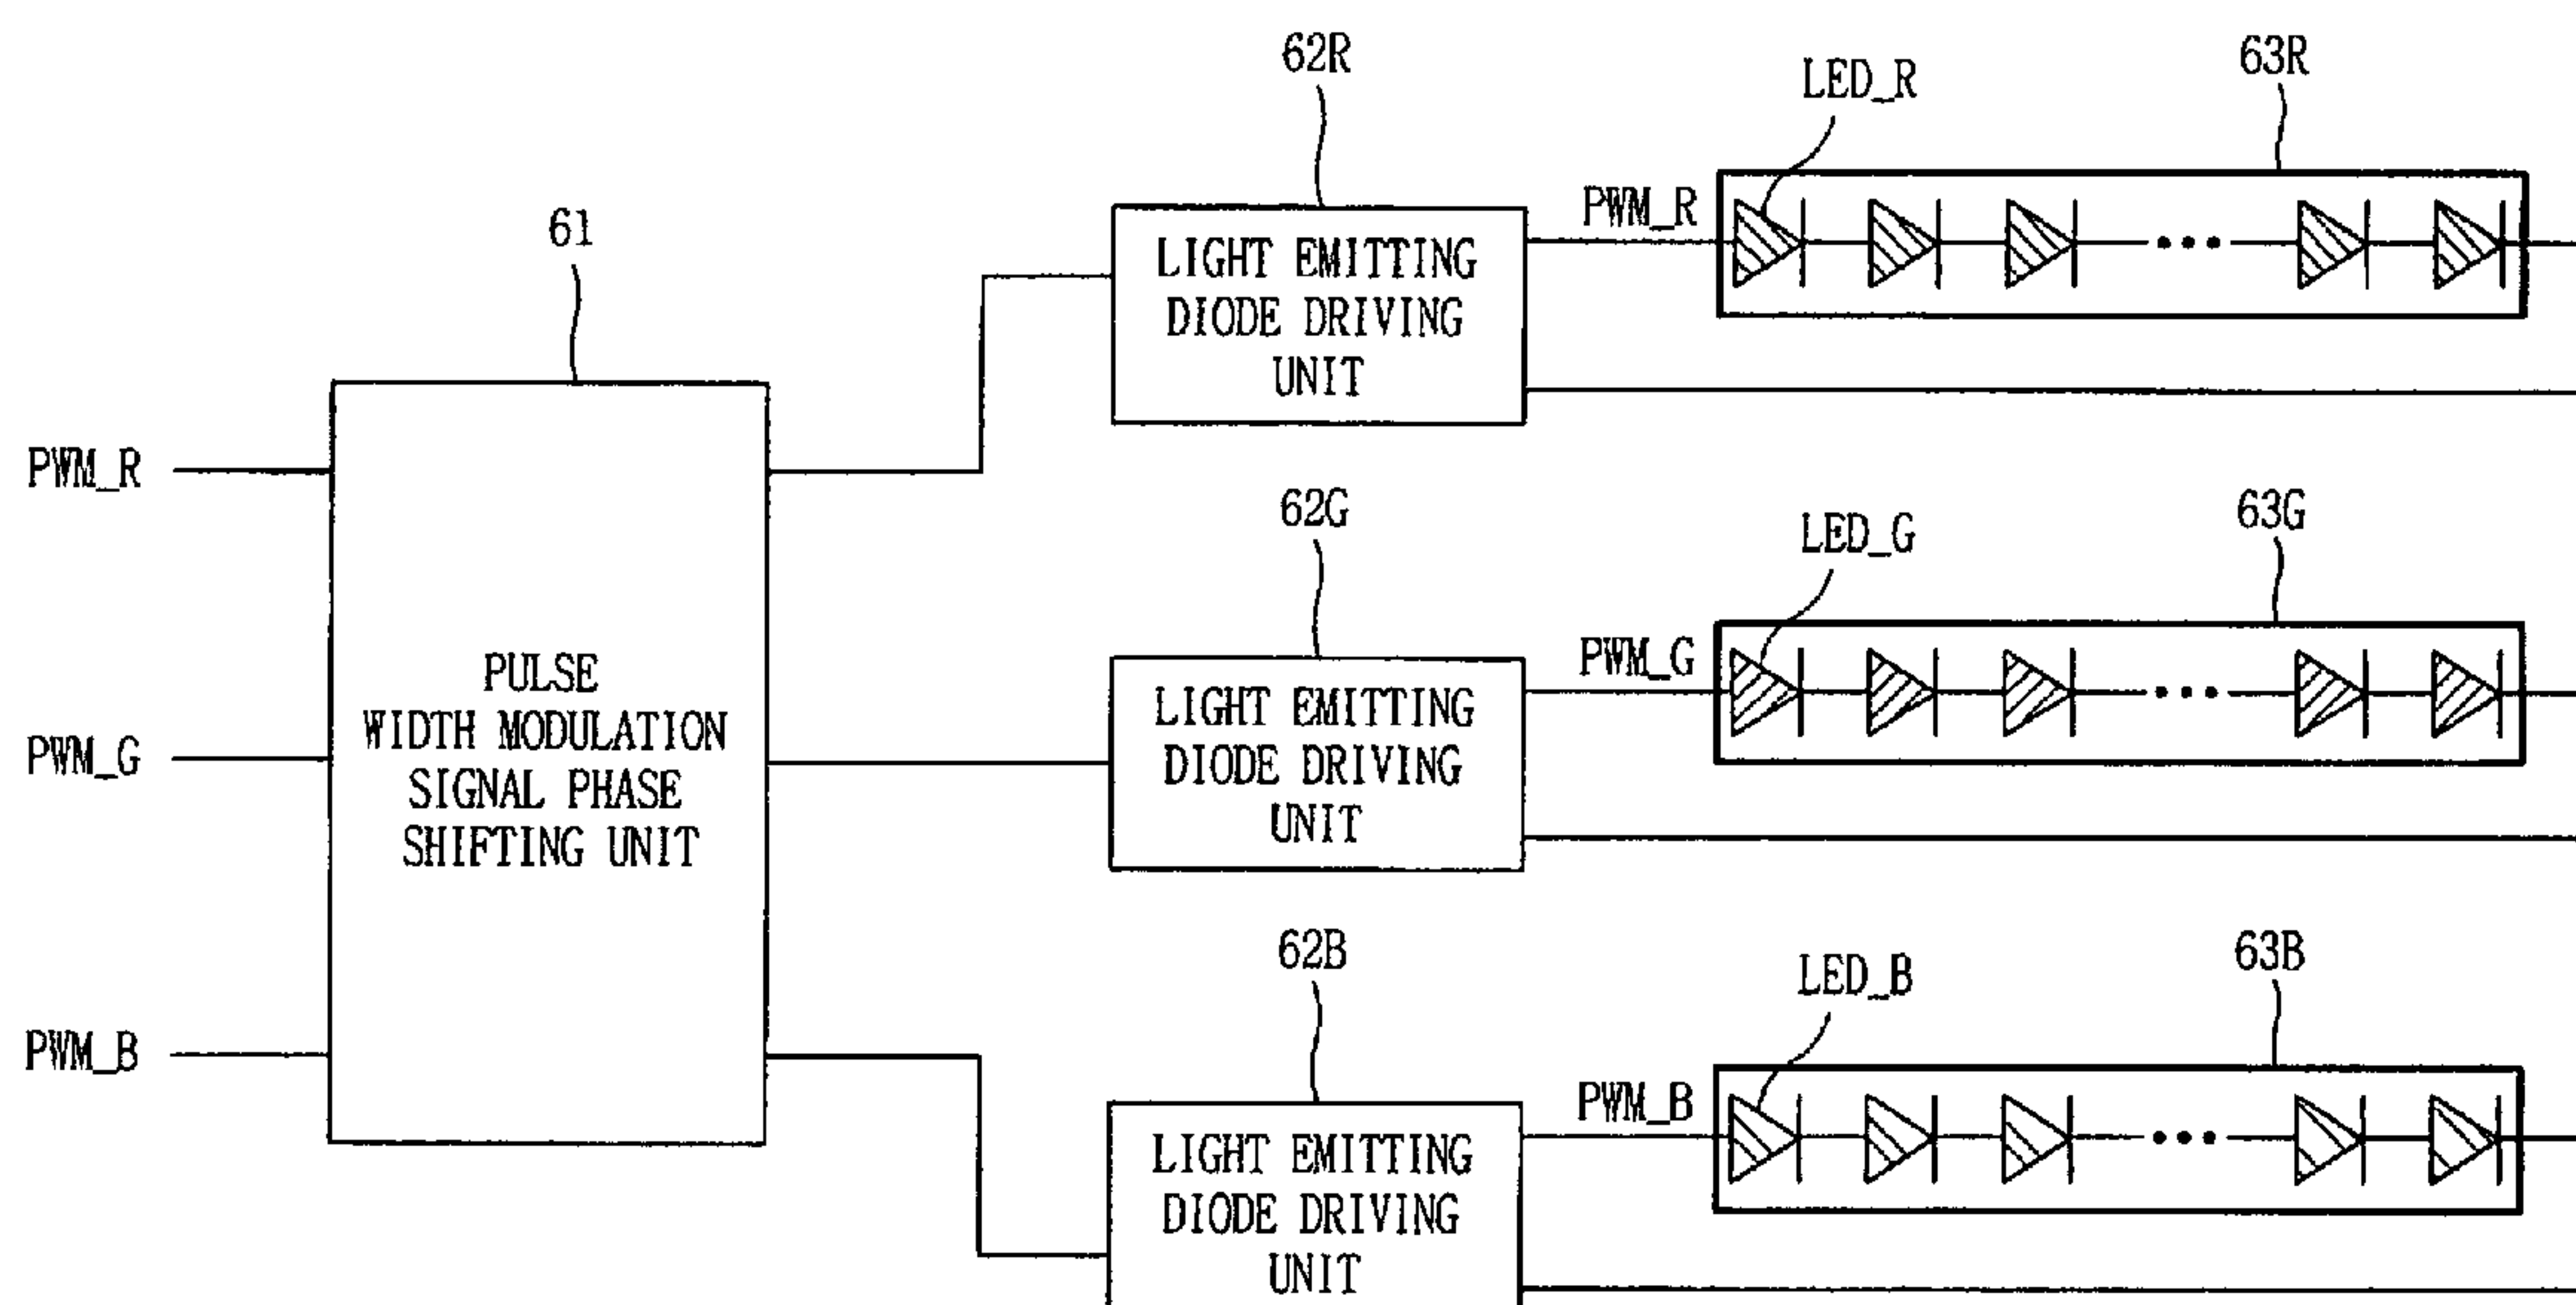 62R
LED_R
63R
61
PWM_R
LIGHT EMITTING
DIODE DRIVING
UNIT
PWM_R
62G
LED_G
63G
PULSE
WIDTH MODULATION
SIGNAL PHASE
SHIFTING UNIT
PWM_G
LIGHT EMITTING
DIODE DRIVING
UNIT
PWM_G
62B
LED_B
63B
PWM_B
PWM_B
LIGHT EMITTING
DIODE DRIVING
UNIT